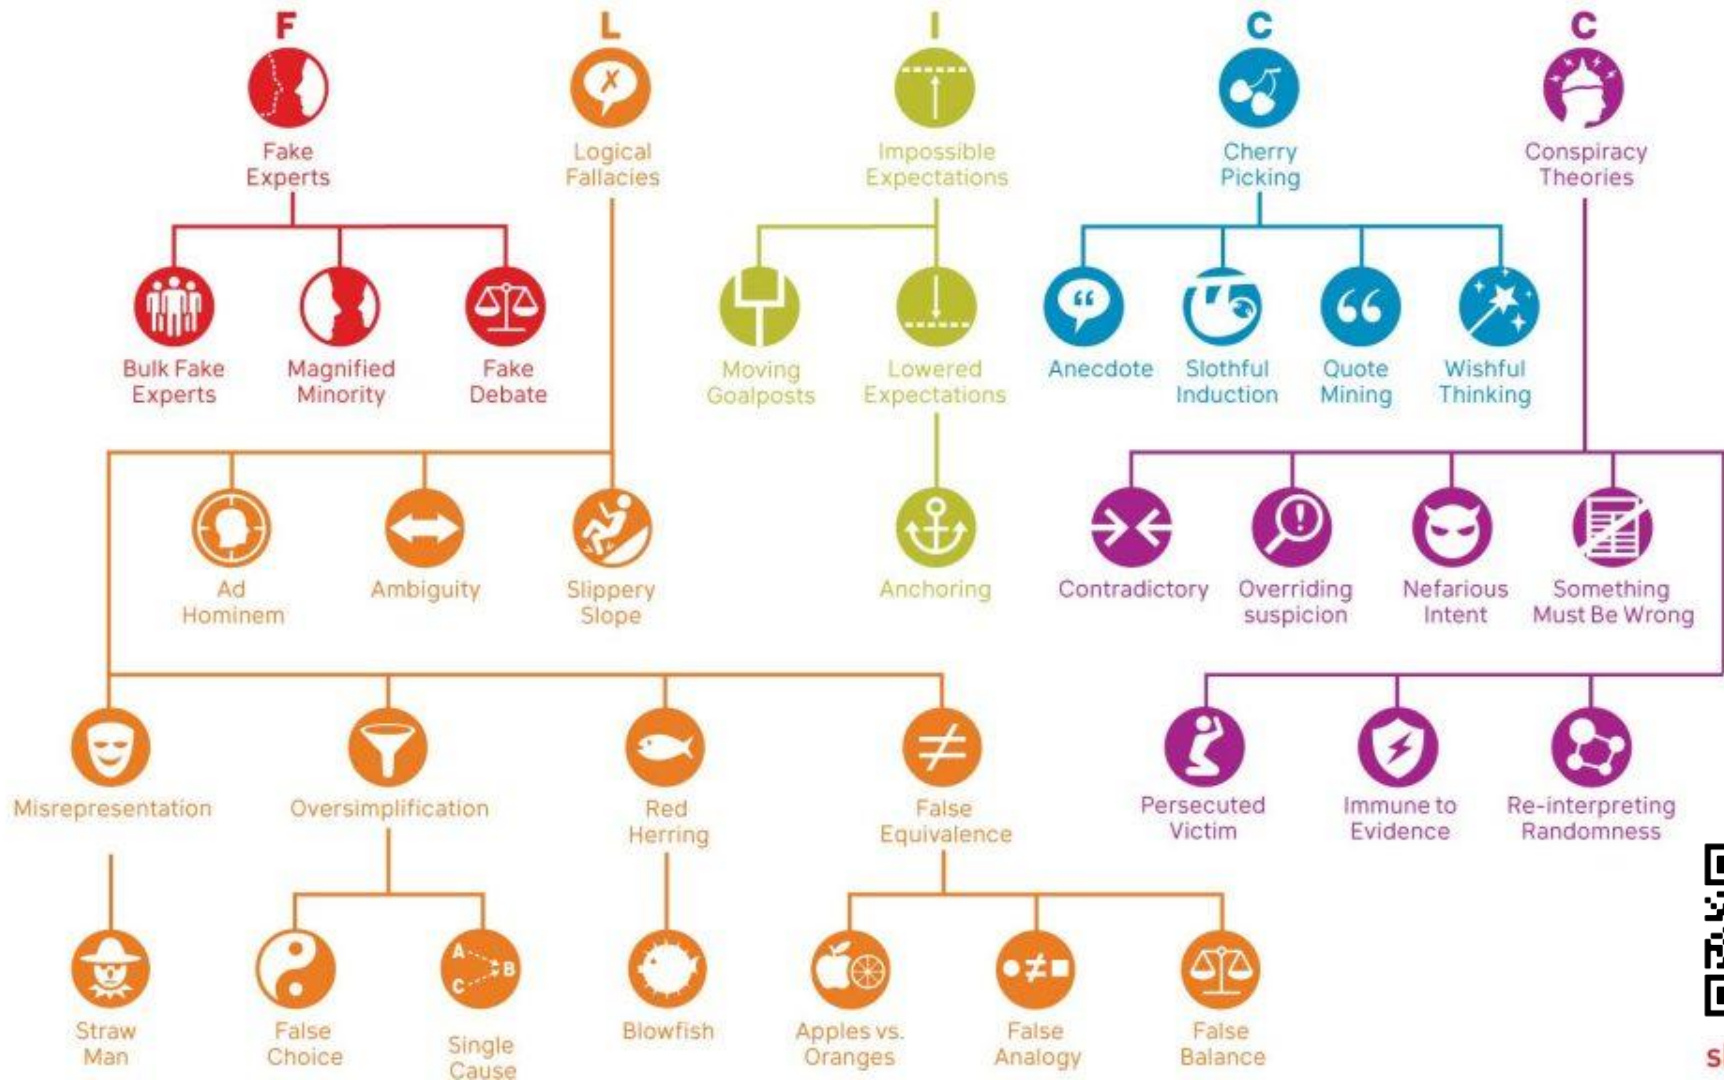 F
L
I
C
C
Fake
Experts
Logical
Fallacies
Impossible
Expectations
Cherry
Picking
Conspiracy
Theories
Bulk Fake
Experts
Magnified
Minority
Fake
Debate
Moving
Goalposts
Lowered
Expectations
Anecdote
Slothful
Induction
Quote
Mining
Wishful
Thinking
Ad
Hominem
Ambiguity
Slippery
Slope
Anchoring
Contradictory
Overriding
suspicion
Nefarious
Intent
Something
Must Be Wrong
Misrepresentation
Oversimplification
Red
Herring
False
Equivalence
Persecuted
Victim
Immune to
Evidence
Re-interpreting
Randomness
A
B
C
Straw
Man
False
Choice
Single
Cause
Blowfish
Apples vs.
Oranges
False
Analogy
False
Balance